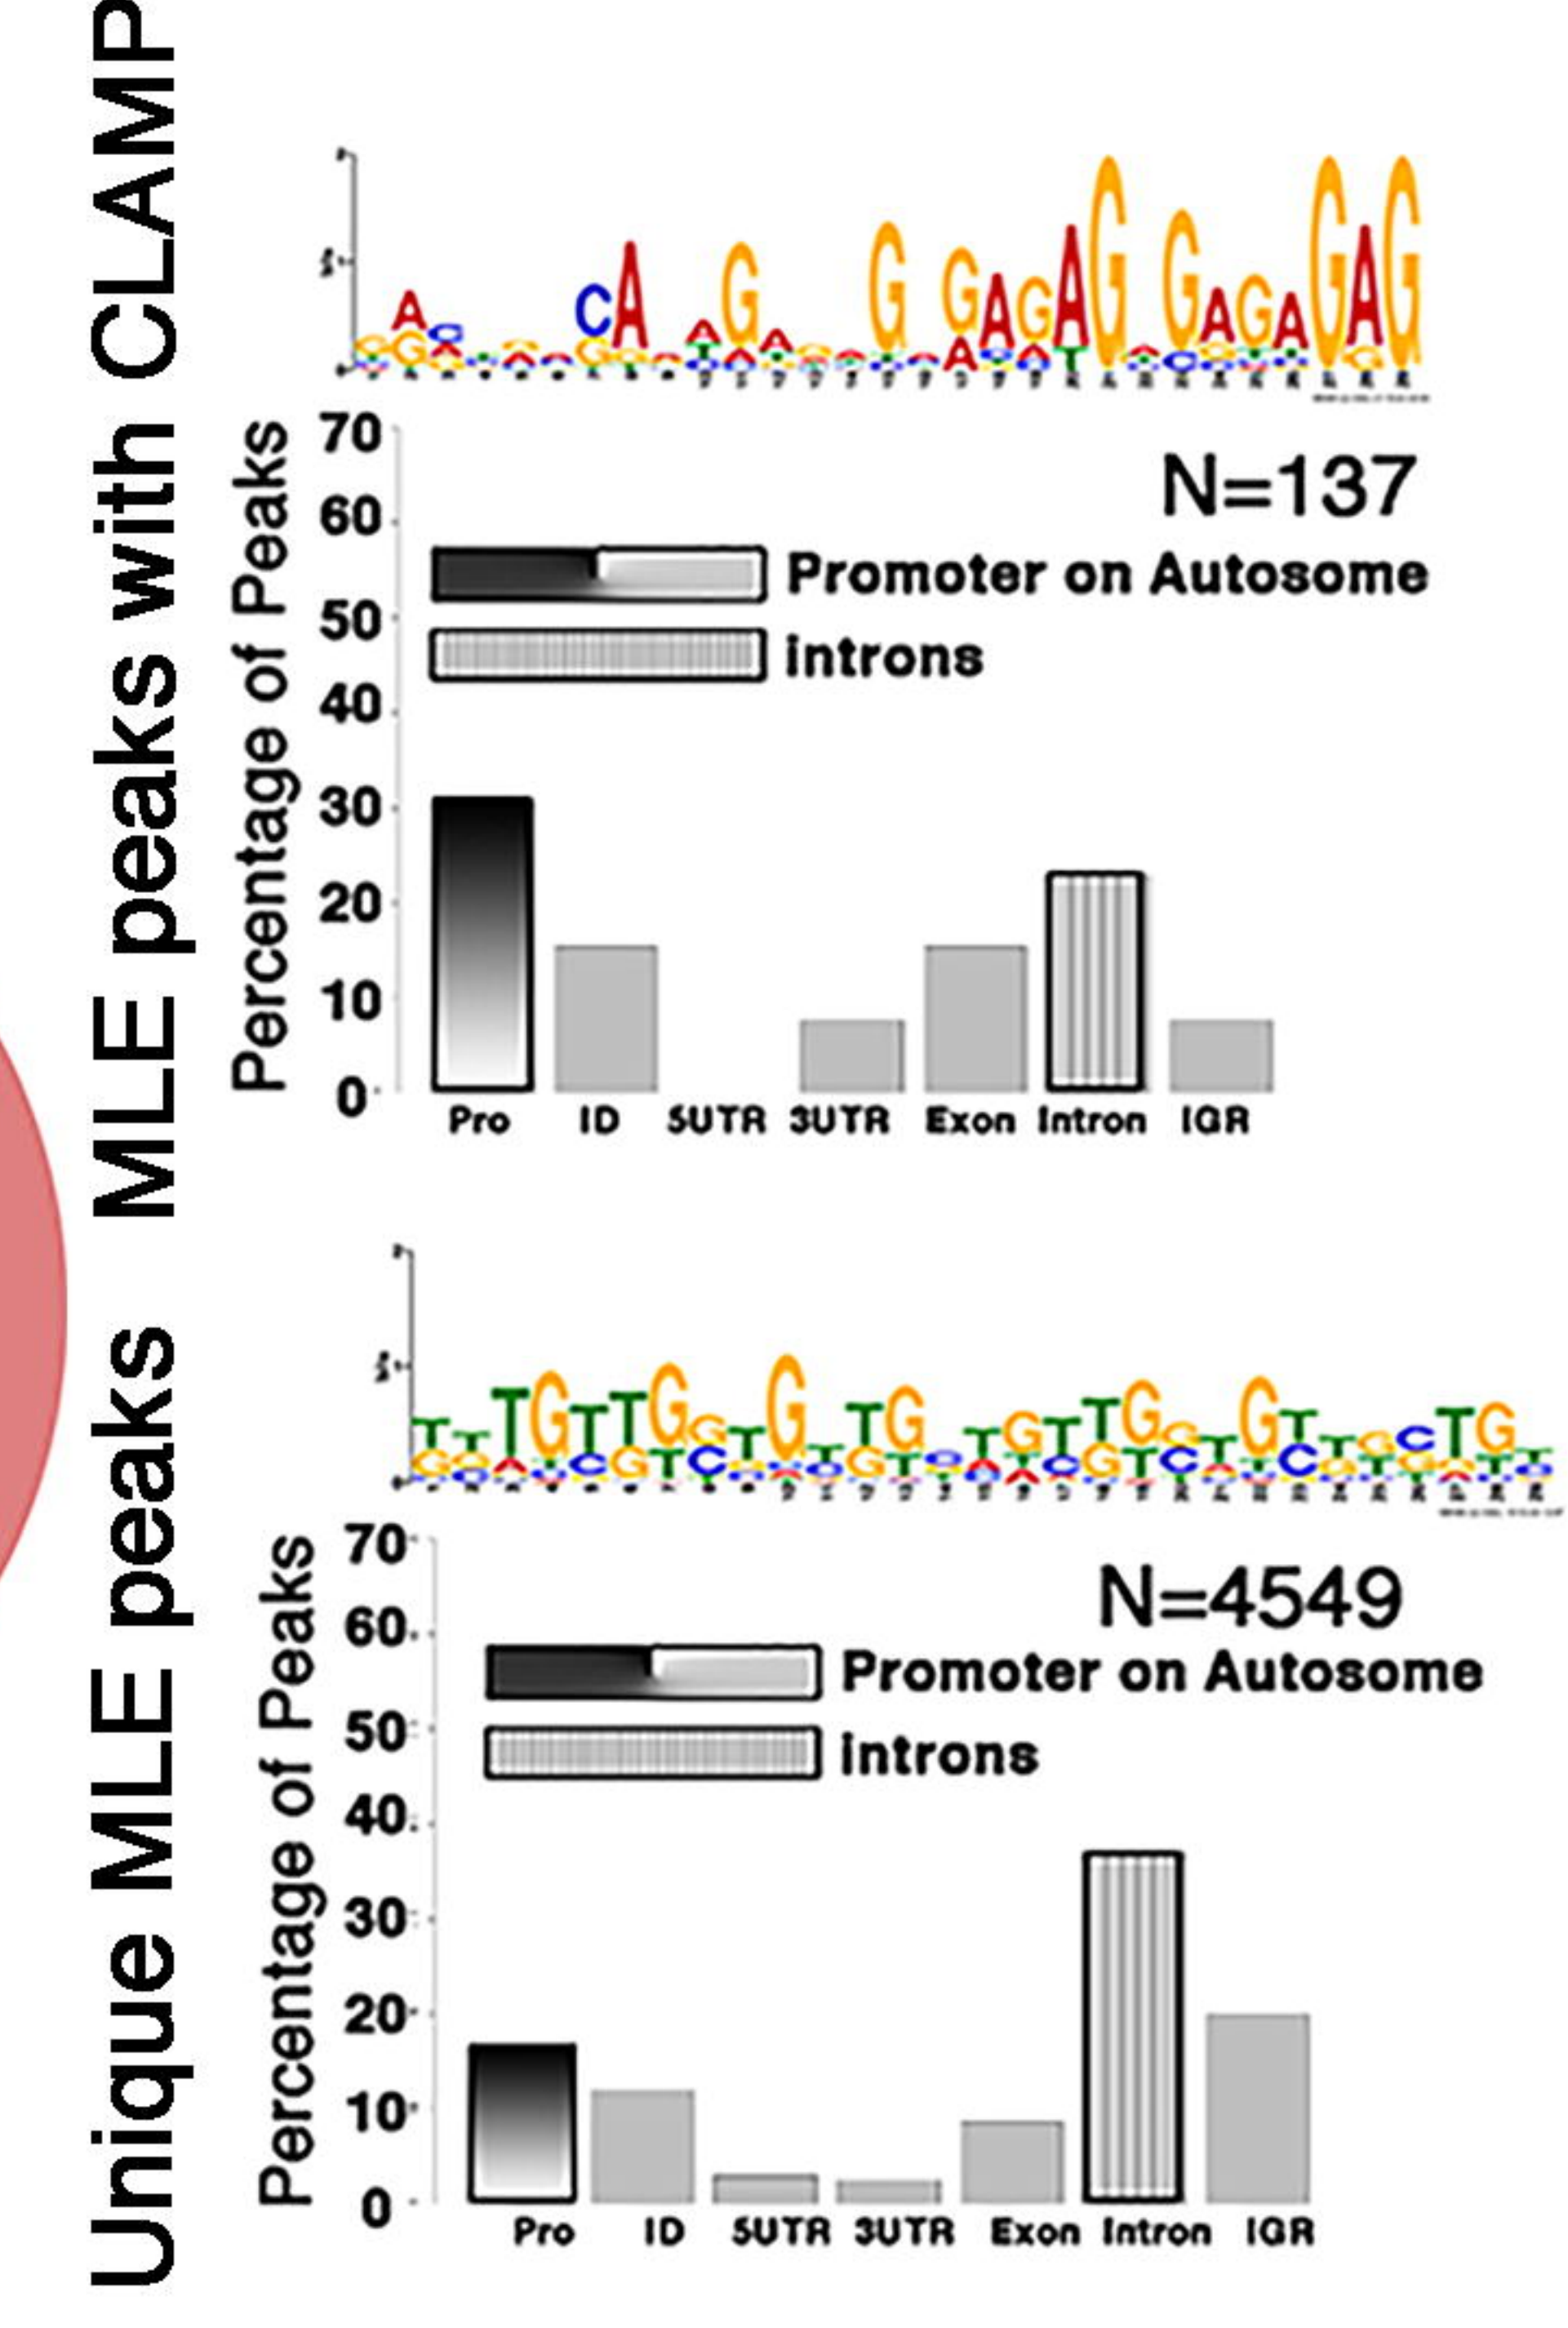 MLE peaks with CLAMP
Percentage of Peaks
70
60
50
40
30
20
10
0
N=137
Promoter on Autosome
introns
Pro ID 5UTR 3UTR Exon Intron IGR
Unique MLE peaks
Percentage of Peaks
70
60
50
40
30
20
10
0
N=4549
Promoter on Autosome
introns
Pro ID 5UTR 3UTR Exon Intron IGR